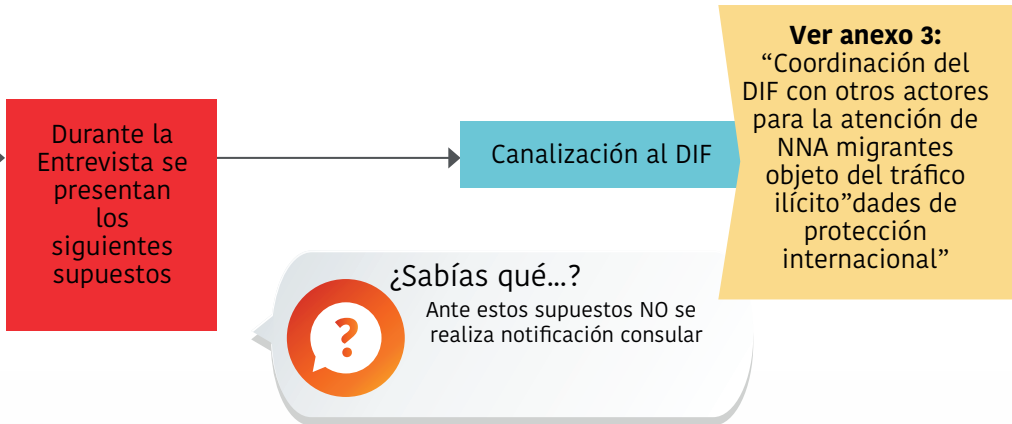 Durante la
Entrevista se
presentan
los
siguientes
supuestos
Canalización al DIF
Ver anexo 3:
“Coordinación del
DIF con otros actores
para la atención de
NNA migrantes
objeto del tráfico
ilícito”dades de
protección
internacional”
¿Sabías qué...?
Ante estos supuestos NO se
realiza notificación consular
?